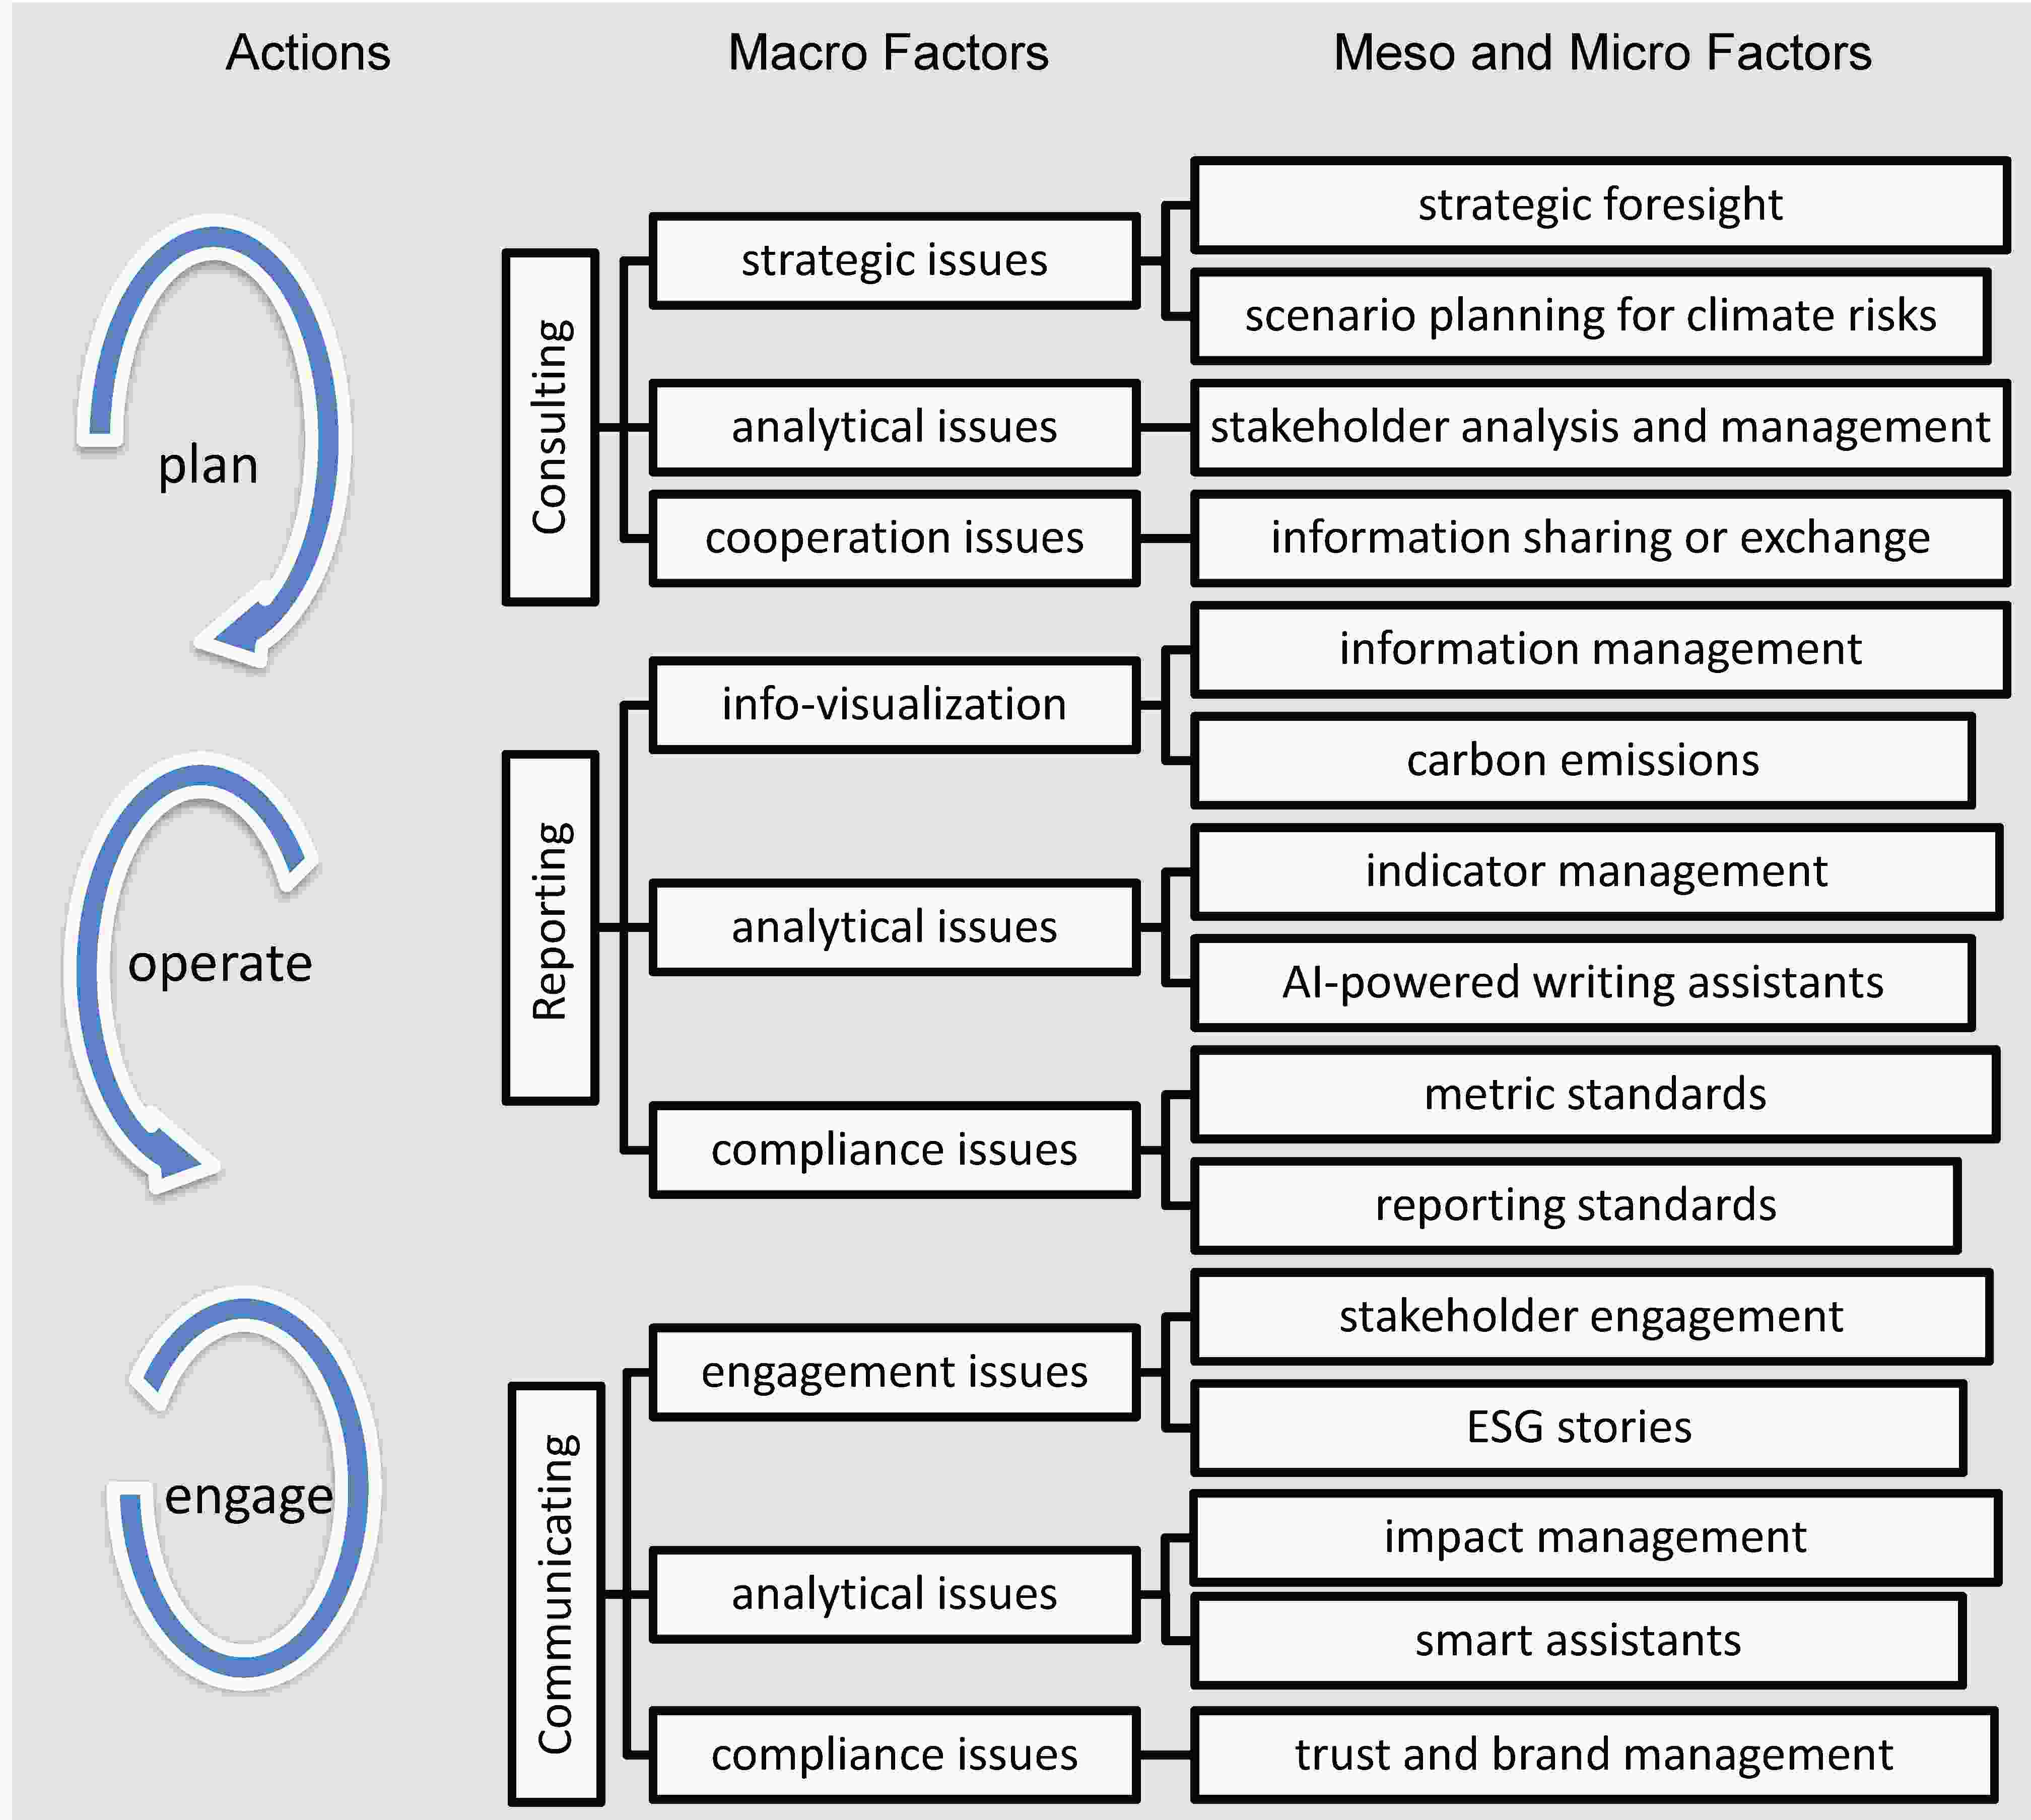 Actions
Macro Factors
Meso and Micro Factors
plan
Consulting
strategic issues
strategic foresight
scenario planning for climate risks
analytical issues
stakeholder analysis and management
cooperation issues
information sharing or exchange
operate
Reporting
info-visualization
information management
carbon emissions
analytical issues
indicator management
AI-powered writing assistants
compliance issues
metric standards
reporting standards
engage
Communicating
engagement issues
stakeholder engagement
ESG stories
analytical issues
impact management
smart assistants
compliance issues
trust and brand management